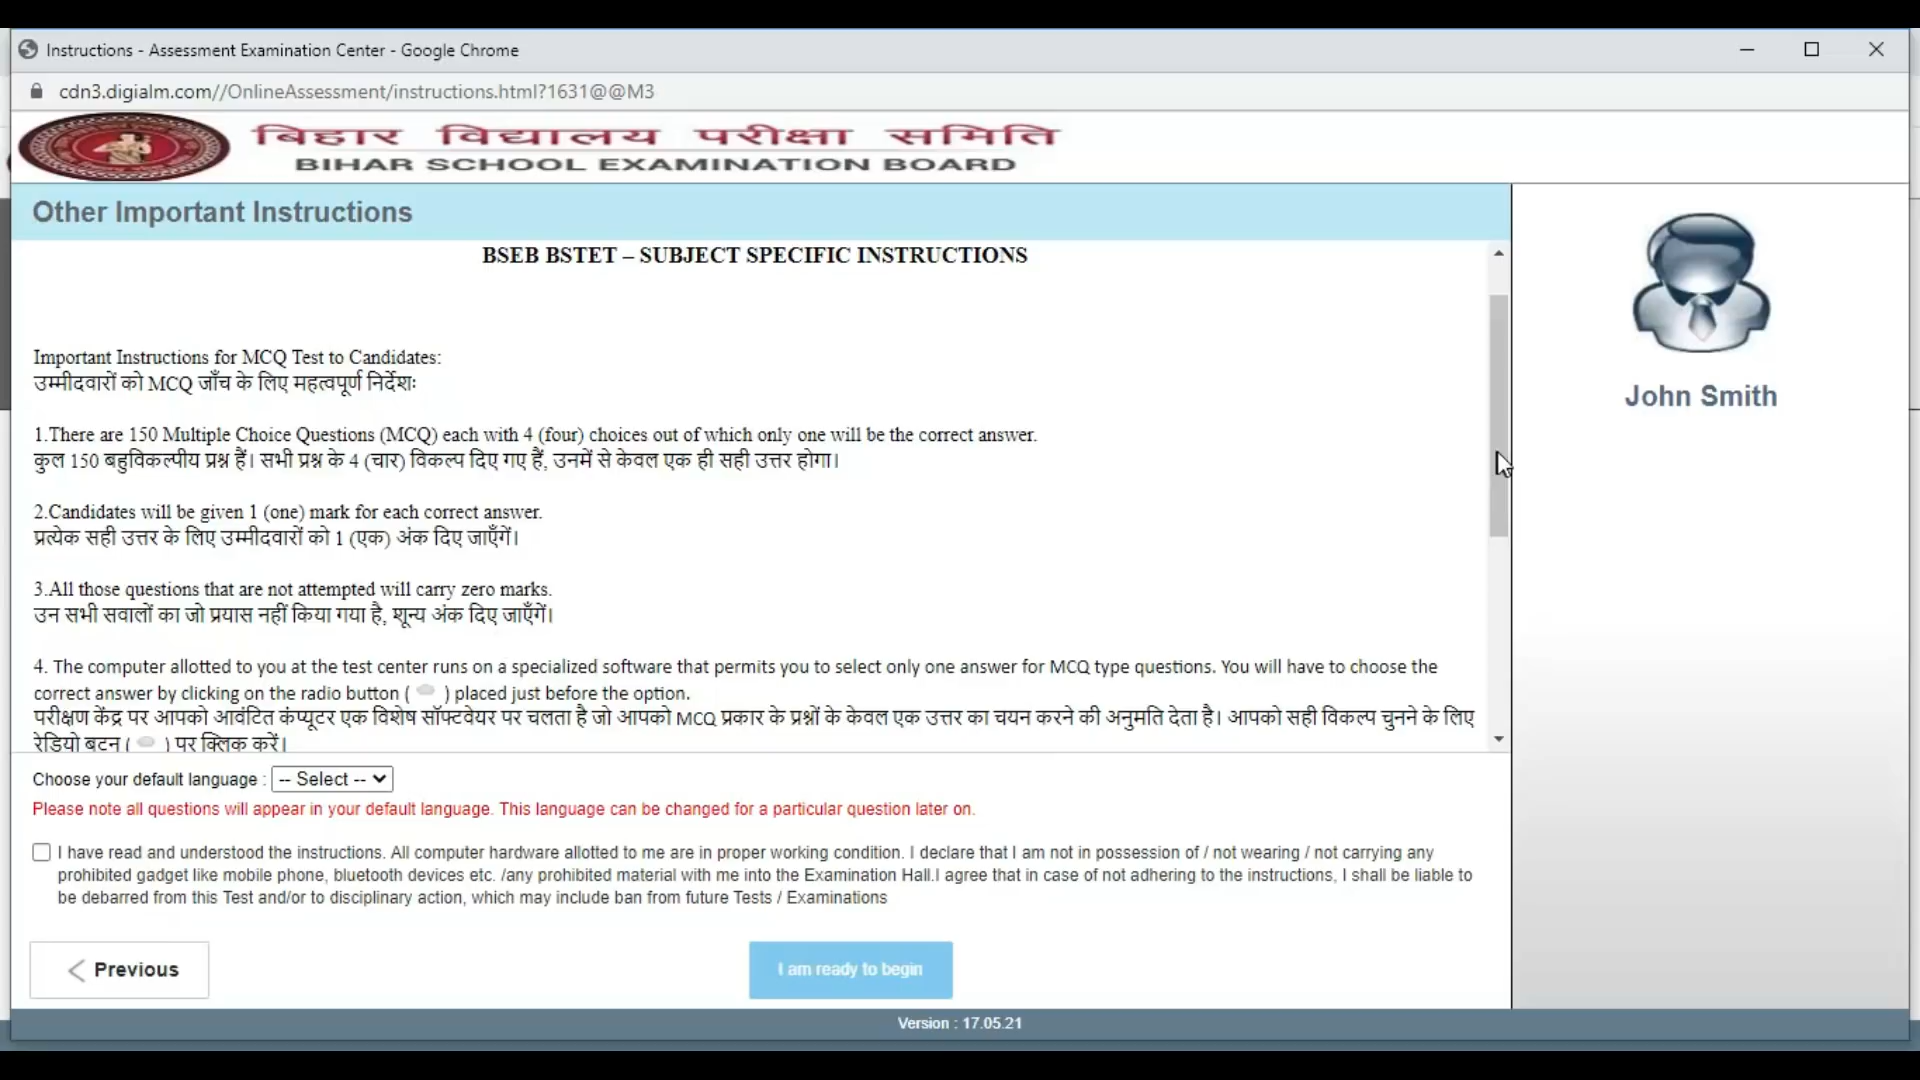 Instructions - Assessment Examination Center - Google Chrome
cdn3.digialm.com//OnlineAssessment/instructions.html?1631@@M3
बिहार विद्यालय परीक्षा समिति
BIHAR SCHOOL EXAMINATION BOARD
Other Important Instructions
BSEB BSTET – SUBJECT SPECIFIC INSTRUCTIONS
John Smith
Important Instructions for MCQ Test to Candidates:
उम्मीदवारों को MCQ जाँच के लिए महत्वपूर्ण निर्देशः
1.There are 150 Multiple Choice Questions (MCQ) each with 4 (four) choices out of which only one will be the correct answer.
कुल 150 बहुविकल्पीय प्रश्न हैं। सभी प्रश्न के 4 (चार) विकल्प दिए गए हैं, उनमें से केवल एक ही सही उत्तर होगा।
2.Candidates will be given 1 (one) mark for each correct answer.
प्रत्येक सही उत्तर के लिए उम्मीदवारों को 1 (एक) अंक दिए जाएँगें।
3.All those questions that are not attempted will carry zero marks.
उन सभी सवालों का जो प्रयास नहीं किया गया है, शून्य अंक दिए जाएँगें।
4. The computer allotted to you at the test center runs on a specialized software that permits you to select only one answer for MCQ type questions. You will have to choose the
correct answer by clicking on the radio button ( ) placed just before the option.
परीक्षण केंद्र पर आपको आवंटित कंप्यूटर एक विशेष सॉफ्टवेयर पर चलता है जो आपको MCQ प्रकार के प्रश्नों के केवल एक उत्तर का चयन करने की अनुमति देता है। आपको सही विकल्प चुनने के लिए
रेडियो बटन ( ) पर क्लिक करें।
Choose your default language : -- Select --
Please note all questions will appear in your default language. This language can be changed for a particular question later on.
I have read and understood the instructions. All computer hardware allotted to me are in proper working condition. I declare that I am not in possession of / not wearing / not carrying any
prohibited gadget like mobile phone, bluetooth devices etc. /any prohibited material with me into the Examination Hall.I agree that in case of not adhering to the instructions, I shall be liable to
be debarred from this Test and/or to disciplinary action, which may include ban from future Tests / Examinations
Previous
I am ready to begin
Version : 17.05.21